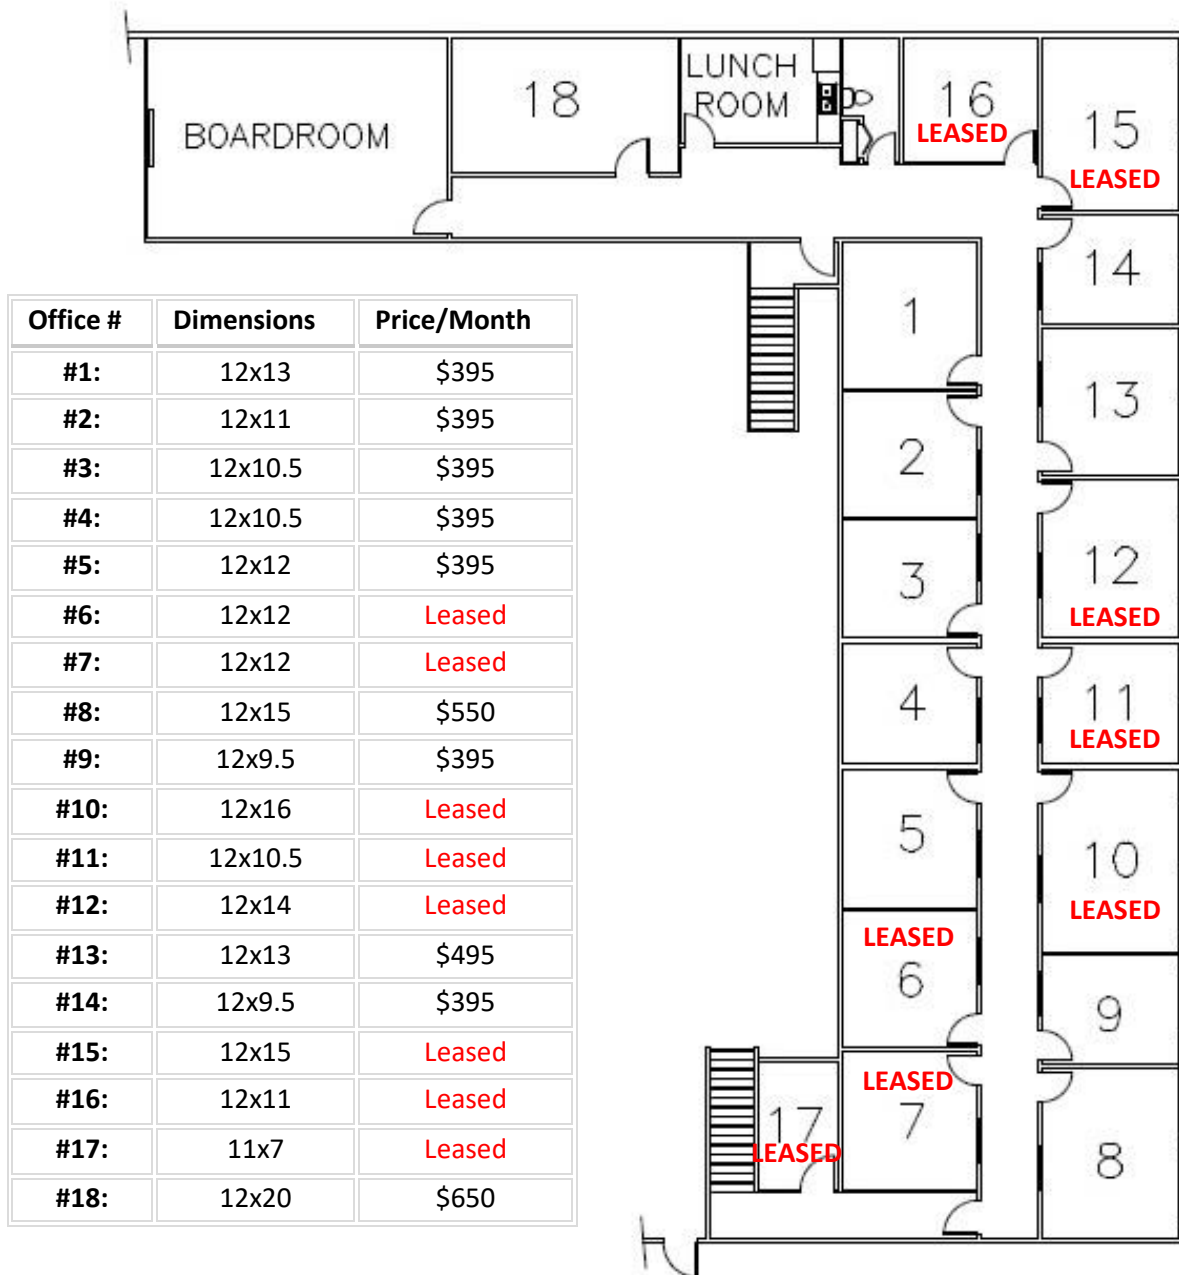 BOARDROOM
18
LUNCH
ROOM
16
LEASED
15
LEASED
14
13
12
LEASED
11
LEASED
10
LEASED
9
8
1
2
3
4
5
LEASED
6
LEASED
7
17
LEASED
Office # Dimensions Price/Month
#1: 12x13 $395
#2: 12x11 $395
#3: 12x10.5 $395
#4: 12x10.5 $395
#5: 12x12 $395
#6: 12x12 Leased
#7: 12x12 Leased
#8: 12x15 $550
#9: 12x9.5 $395
#10: 12x16 Leased
#11: 12x10.5 Leased
#12: 12x14 Leased
#13: 12x13 $495
#14: 12x9.5 $395
#15: 12x15 Leased
#16: 12x11 Leased
#17: 11x7 Leased
#18: 12x20 $650